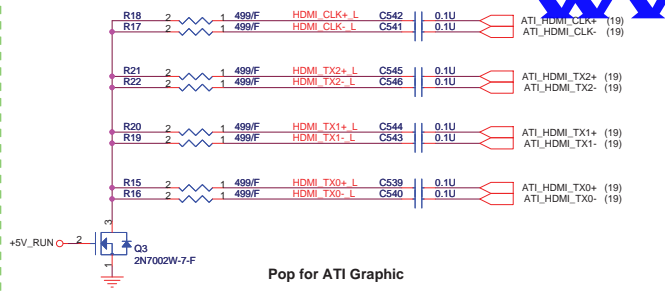 R18 2 1 499/F HDMI_CLK+_L C542 0.1U ATI_HDMI_CLK+ (19)
R17 2 1 499/F HDMI_CLK-_L C541 0.1U ATI_HDMI_CLK- (19)
R21 2 1 499/F HDMI_TX2+_L C545 0.1U ATI_HDMI_TX2+ (19)
R22 2 1 499/F HDMI_TX2-_L C546 0.1U ATI_HDMI_TX2- (19)
R20 2 1 499/F HDMI_TX1+_L C544 0.1U ATI_HDMI_TX1+ (19)
R19 2 1 499/F HDMI_TX1-_L C543 0.1U ATI_HDMI_TX1- (19)
R15 2 1 499/F HDMI_TX0+_L C539 0.1U ATI_HDMI_TX0+ (19)
R16 2 1 499/F HDMI_TX0-_L C540 0.1U ATI_HDMI_TX0- (19)
3
+5V_RUN 2 Q3
1 2N7002W-7-F
Pop for ATI Graphic